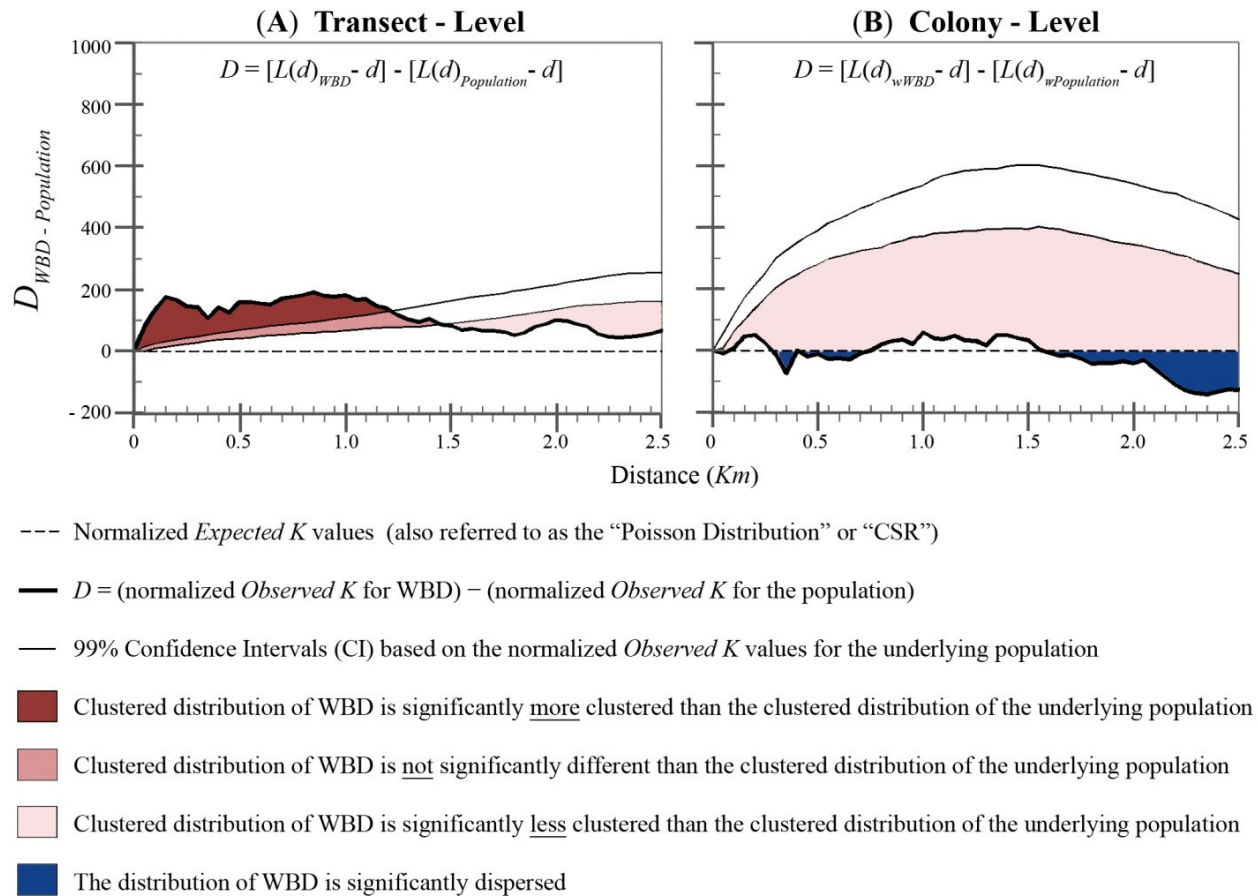 (A) Transect - Level
(B) Colony - Level
D = [L(d)WBD - d] - [L(d)Population - d]
D = [L(d)wWBD - d] - [L(d)wPopulation - d]
D WBD - Population
1000
800
600
400
200
0
- 200
0 0.5 1.0 1.5 2.0 2.5
0 0.5 1.0 1.5 2.0 2.5
Distance (Km)
Normalized Expected K values (also referred to as the “Poisson Distribution” or “CSR”)
D = (normalized Observed K for WBD) − (normalized Observed K for the population)
99% Confidence Intervals (CI) based on the normalized Observed K values for the underlying population
Clustered distribution of WBD is significantly more clustered than the clustered distribution of the underlying population
Clustered distribution of WBD is not significantly different than the clustered distribution of the underlying population
Clustered distribution of WBD is significantly less clustered than the clustered distribution of the underlying population
The distribution of WBD is significantly dispersed